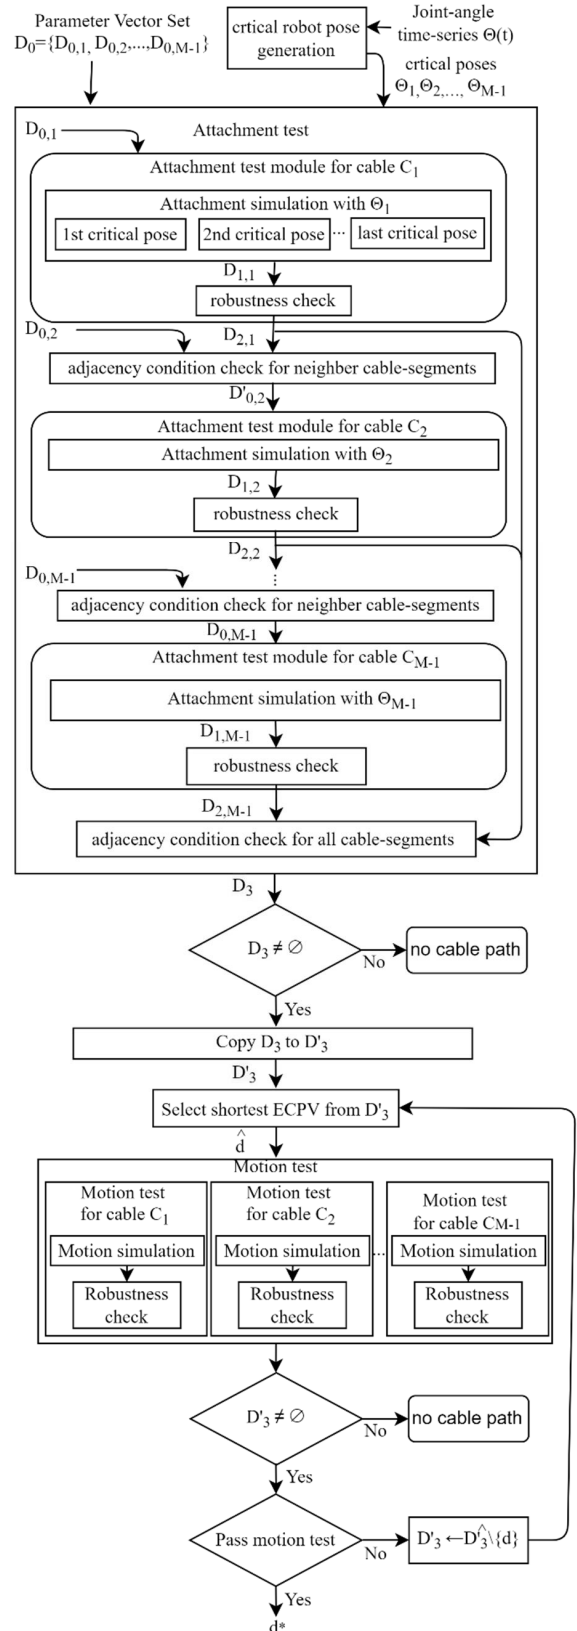 Parameter Vector Set
D0={D0,1, D0,2,...,D0,M-1}
crtical robot pose
generation
Joint-angle
time-series Θ(t)
crtical poses
Θ1,Θ2,..., ΘM-1
Attachment test
D0,1
Attachment test module for cable C1
Attachment simulation with Θ1
1st critical pose
2nd critical pose
...
last critical pose
D1,1
robustness check
D0,2
D2,1
adjacency condition check for neighber cable-segments
D'0,2
Attachment test module for cable C2
Attachment simulation with Θ2
D1,2
robustness check
D2,2
⋮
D0,M-1
adjacency condition check for neighber cable-segments
D0,M-1
Attachment test module for cable CM-1
Attachment simulation with ΘM-1
D1,M-1
robustness check
D2,M-1
adjacency condition check for all cable-segments
D3
D3 ≠ ∅
No
no cable path
Yes
Copy D3 to D'3
D'3
Select shortest ECPV from D'3
d̂
Motion test
Motion test
for cable C1
Motion simulation
Robustness
check
Motion test
for cable C2
Motion simulation
Robustness
check
...
Motion test
for cable CM-1
Motion simulation
Robustness
check
D'3 ≠ ∅
No
no cable path
Yes
Pass motion test
No
D'3 ←D'3\{d̂}
Yes
d*